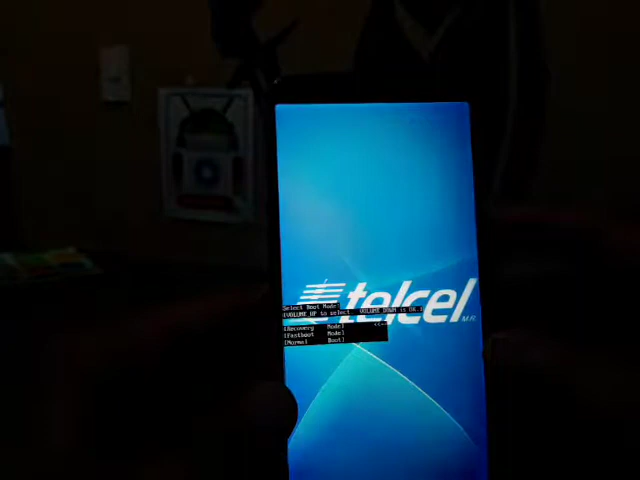 telcel
M.R.
Select Boot Mode:
[VOLUME_UP to select. VOLUME_DOWN is OK.]
[Recovery Mode] <<==
[Fastboot Mode]
[Normal Boot]